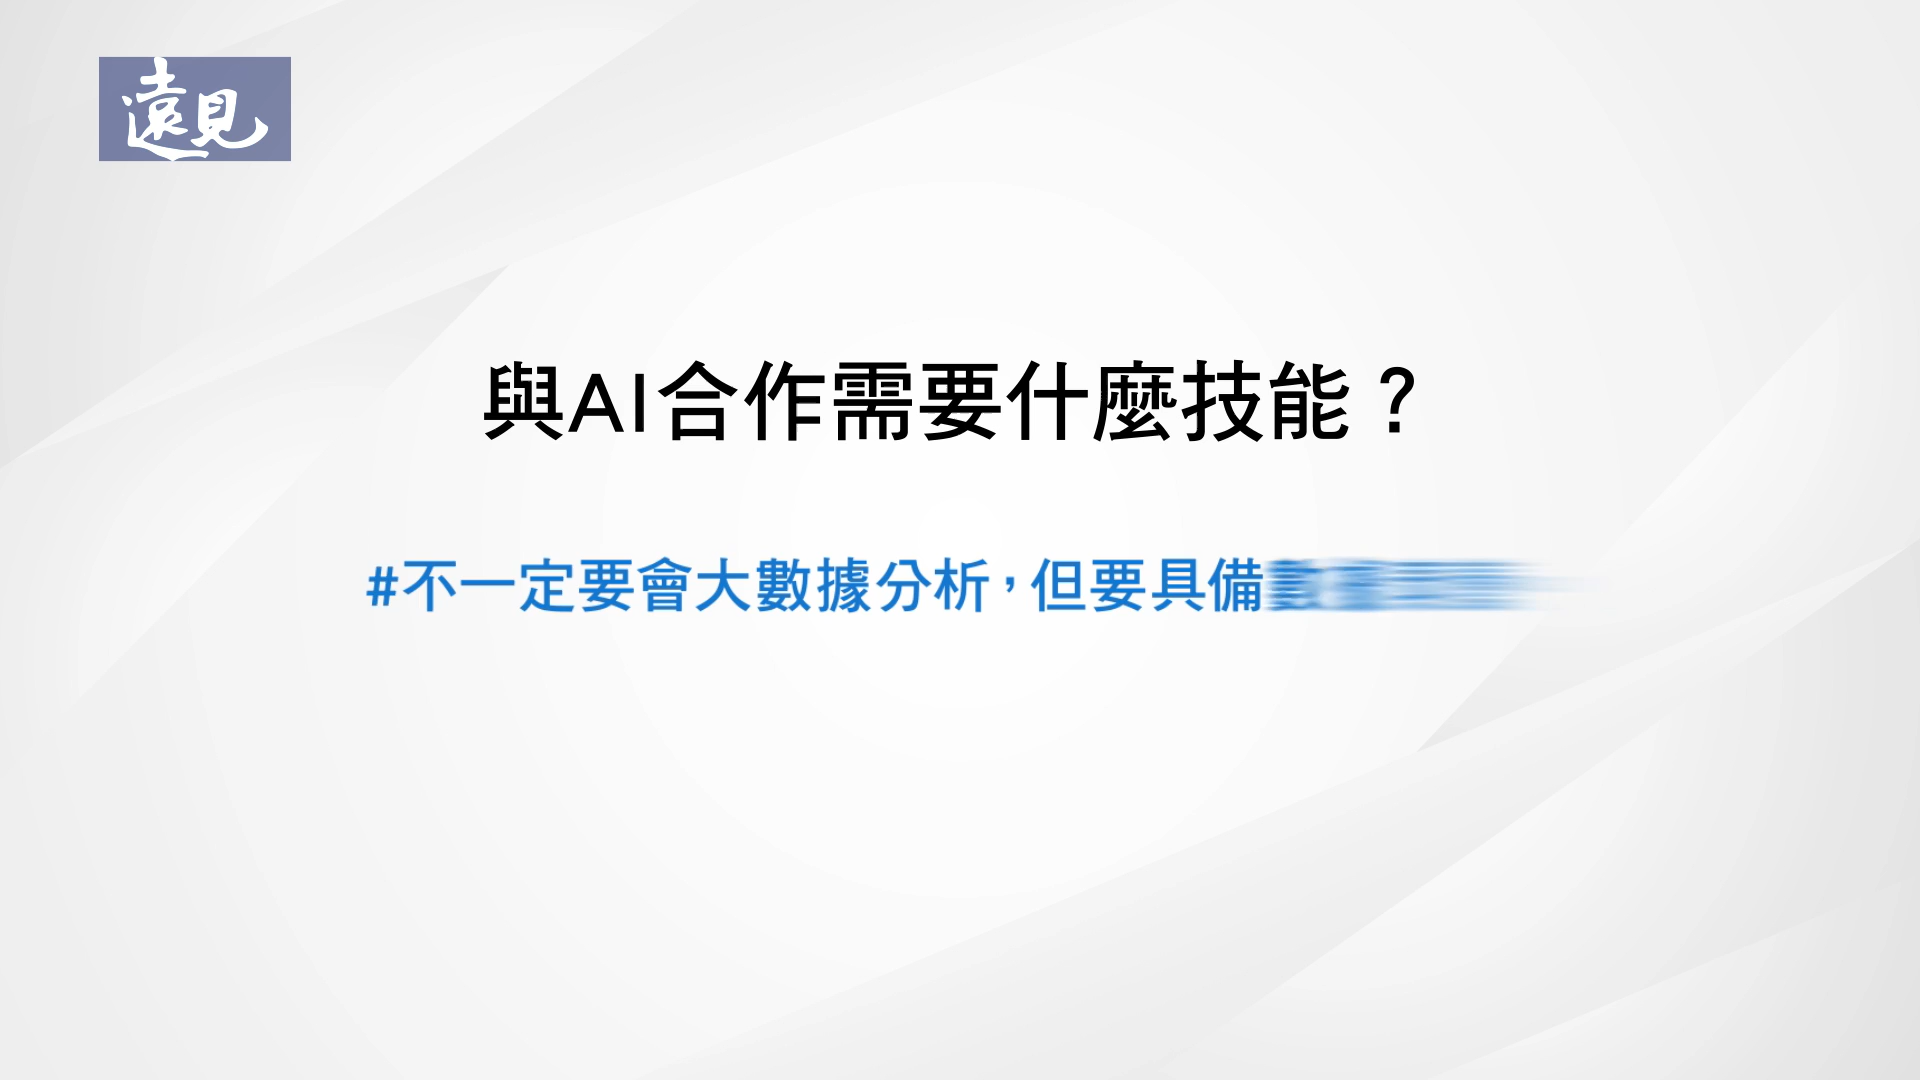 遠見
與AI合作需要什麼技能？
#不一定要會大數據分析，但要具備